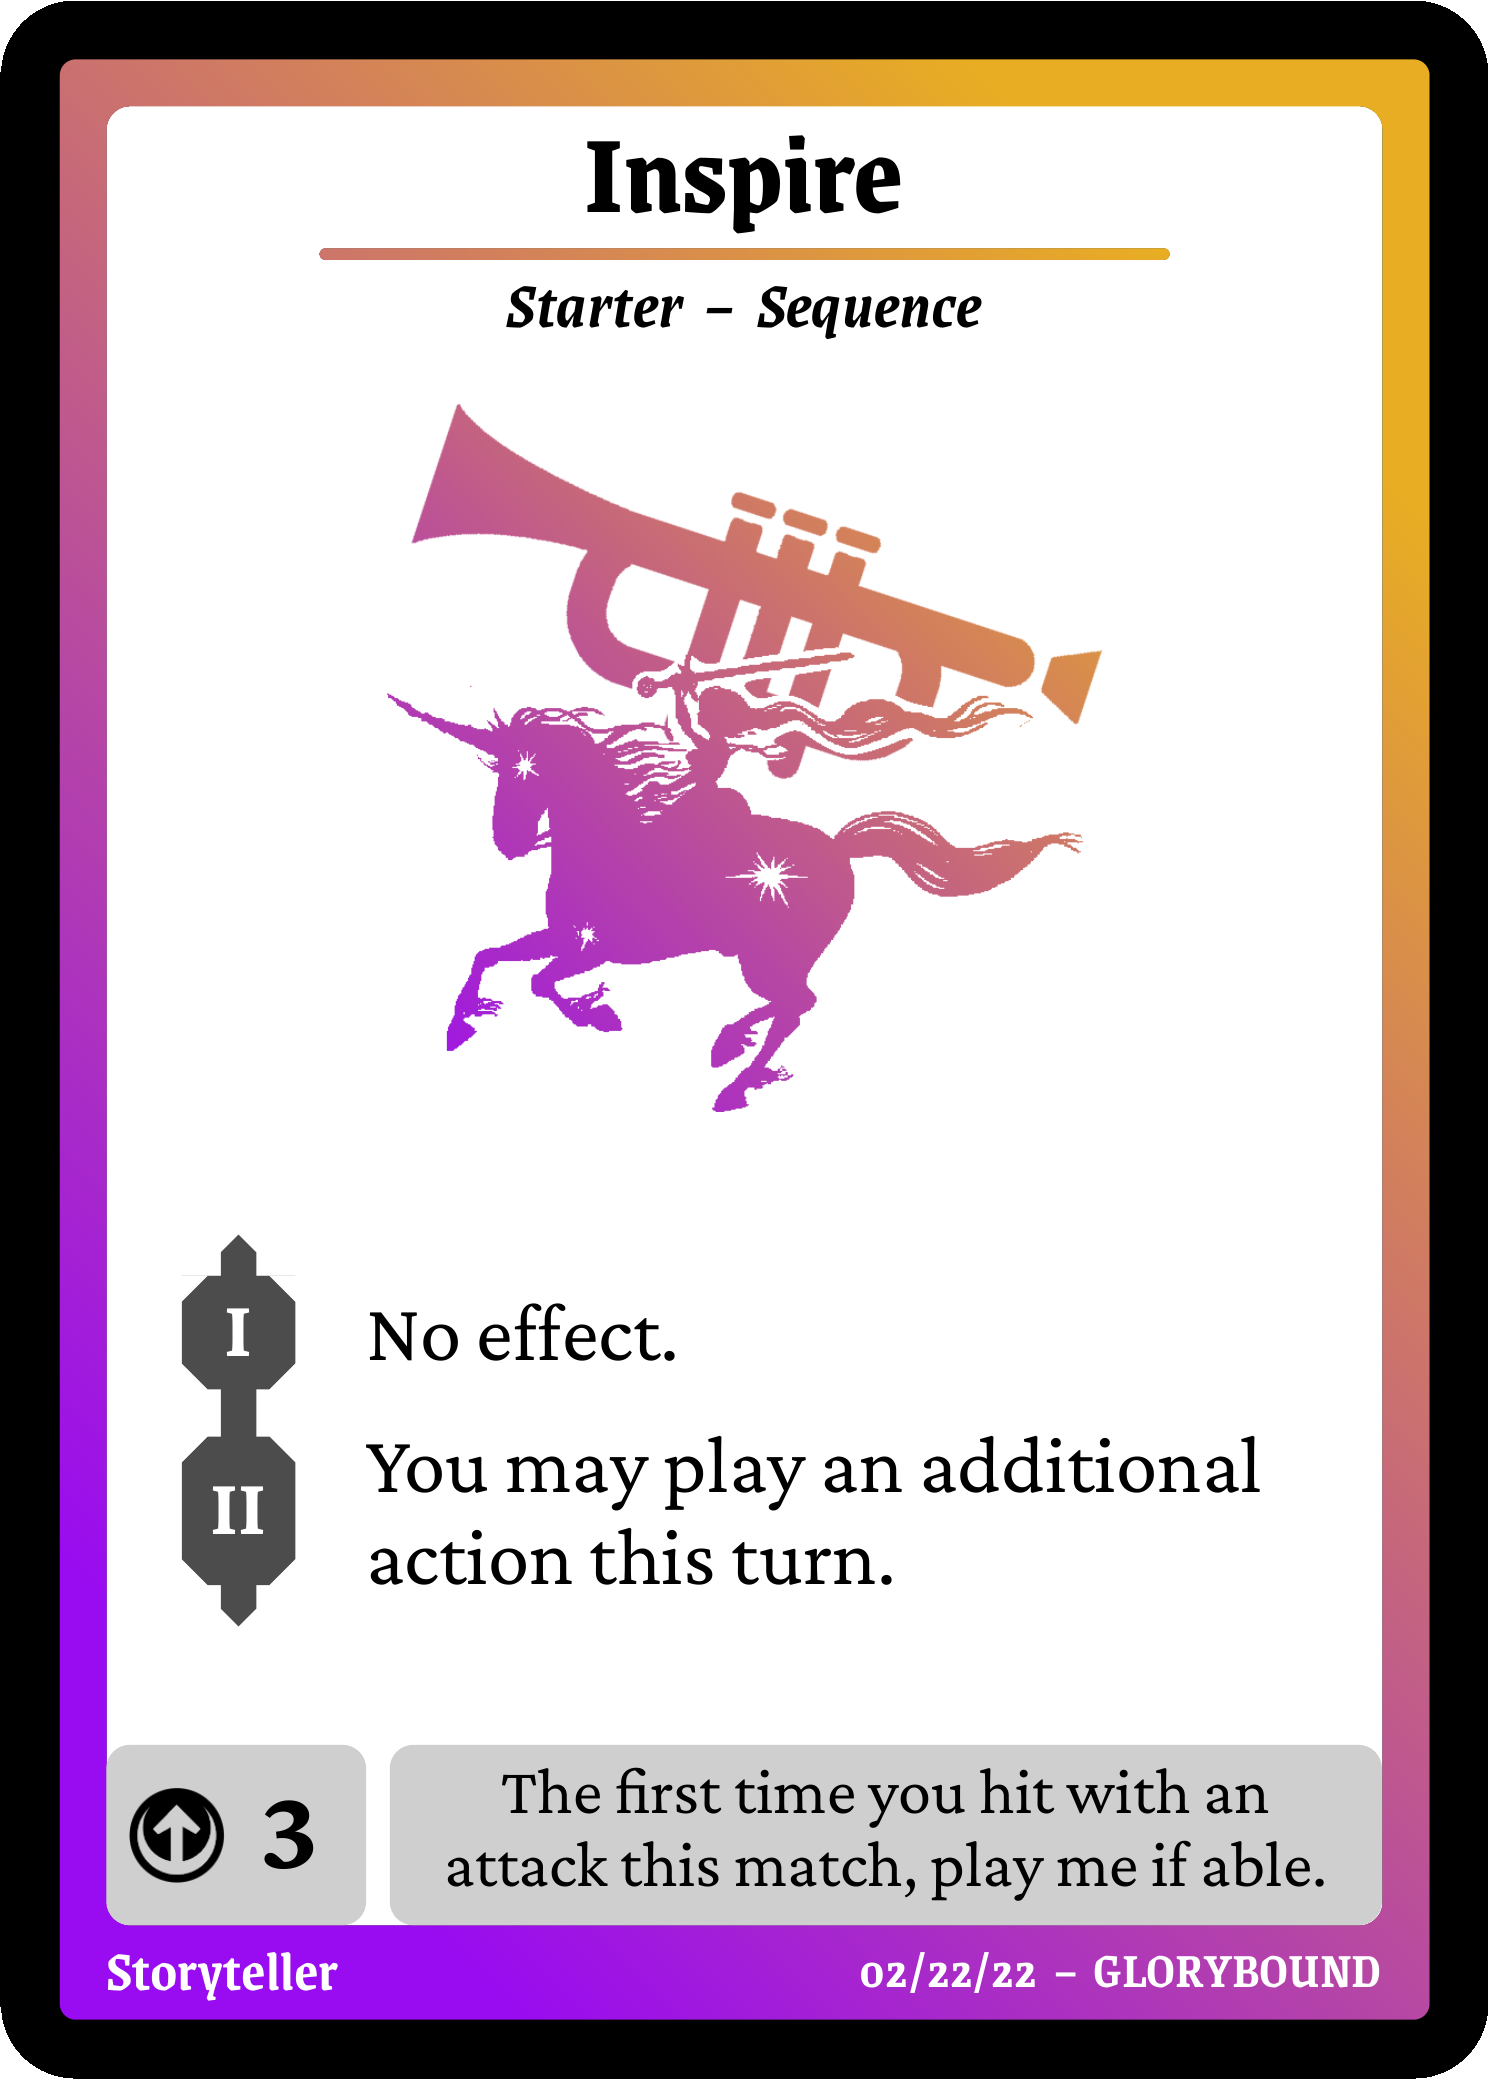 Inspire
Starter – Sequence
I
No effect.
II
You may play an additional
action this turn.
3
The first time you hit with an
attack this match, play me if able.
Storyteller
02/22/22 – GLORYBOUND